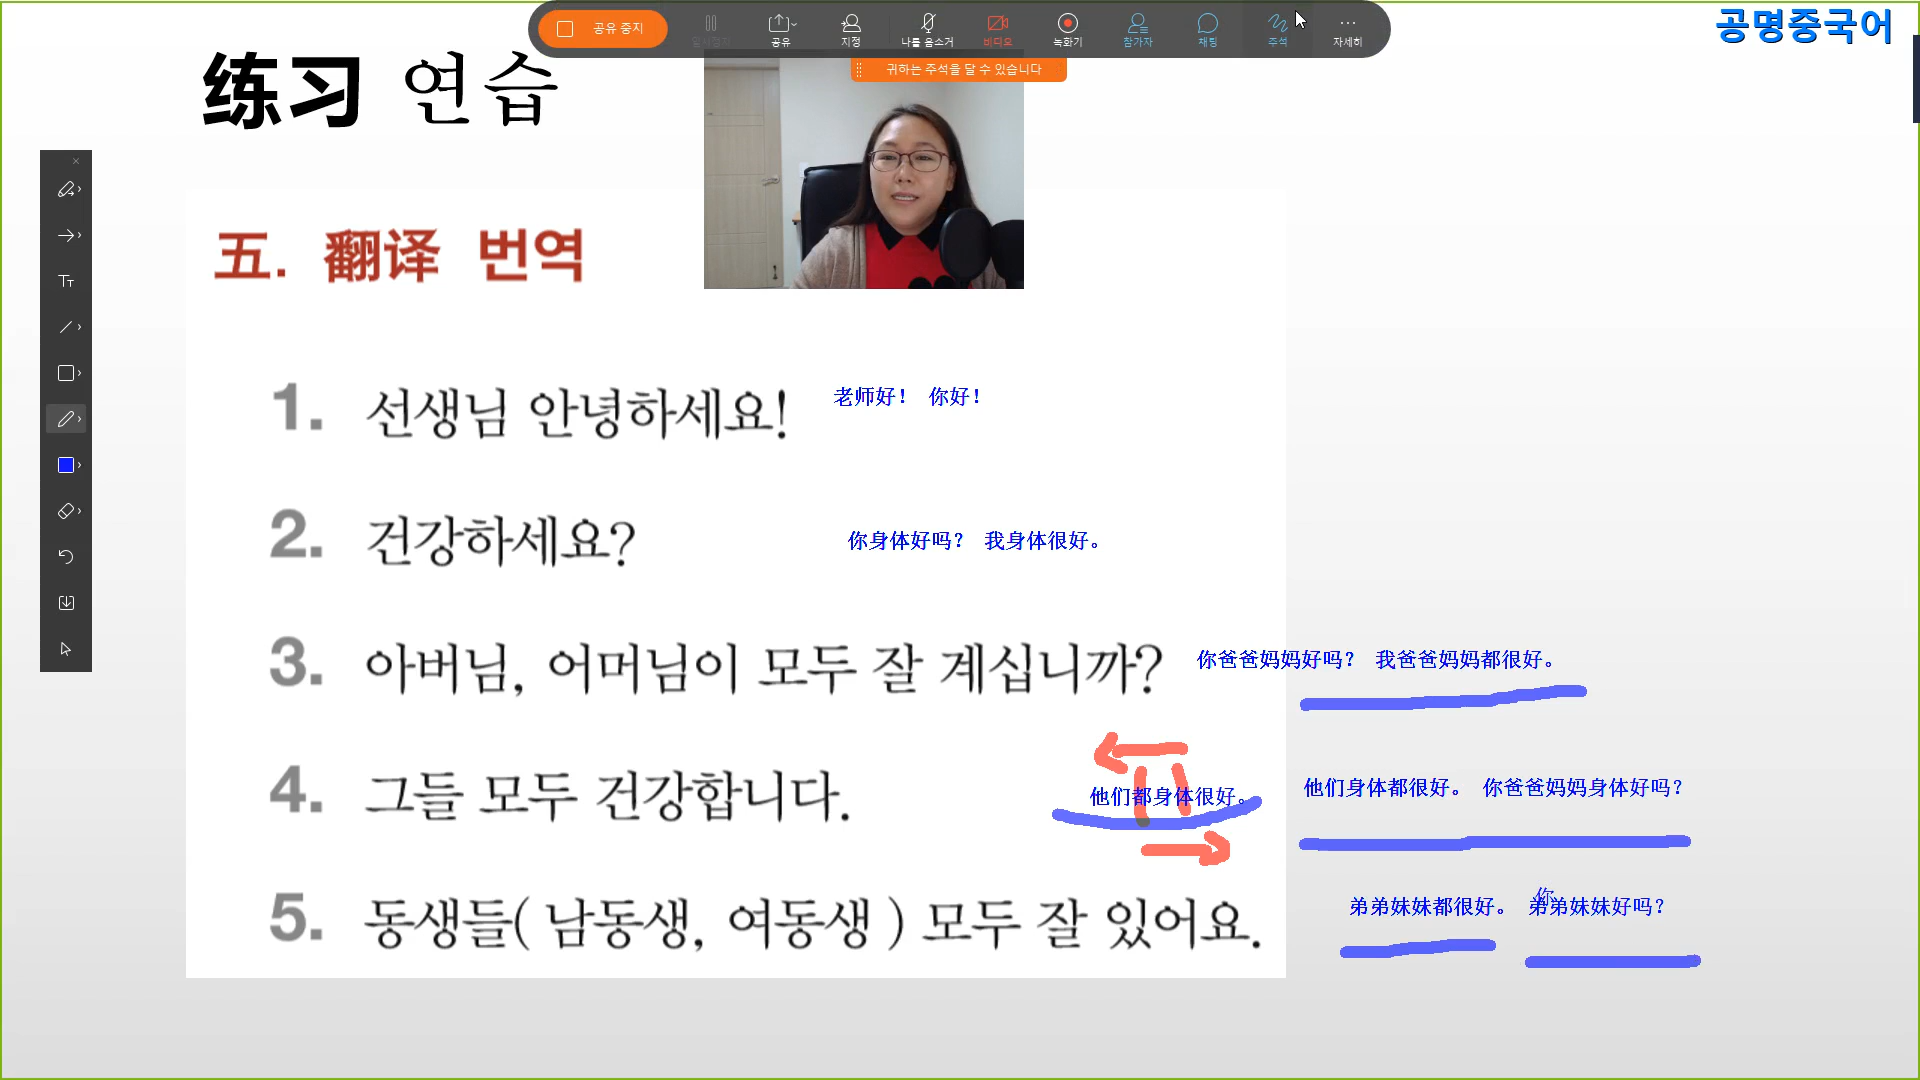 공유 중지
공유
지정
나를 음소거
비디오
녹화기
참가자
채팅
주석
자세히
귀하는 주석을 달 수 있습니다
공명중국어
练习 연습
五. 翻译 번역
1. 선생님 안녕하세요! 老师好! 你好!
2. 건강하세요? 你身体好吗? 我身体很好。
3. 아버님, 어머님이 모두 잘 계십니까? 你爸爸妈妈好吗? 我爸爸妈妈都很好。
4. 그들 모두 건강합니다. 他们都身体很好。 他们身体都很好。 你爸爸妈妈身体好吗?
你
5. 동생들( 남동생, 여동생 ) 모두 잘 있어요. 弟弟妹妹都很好。 弟弟妹妹好吗?